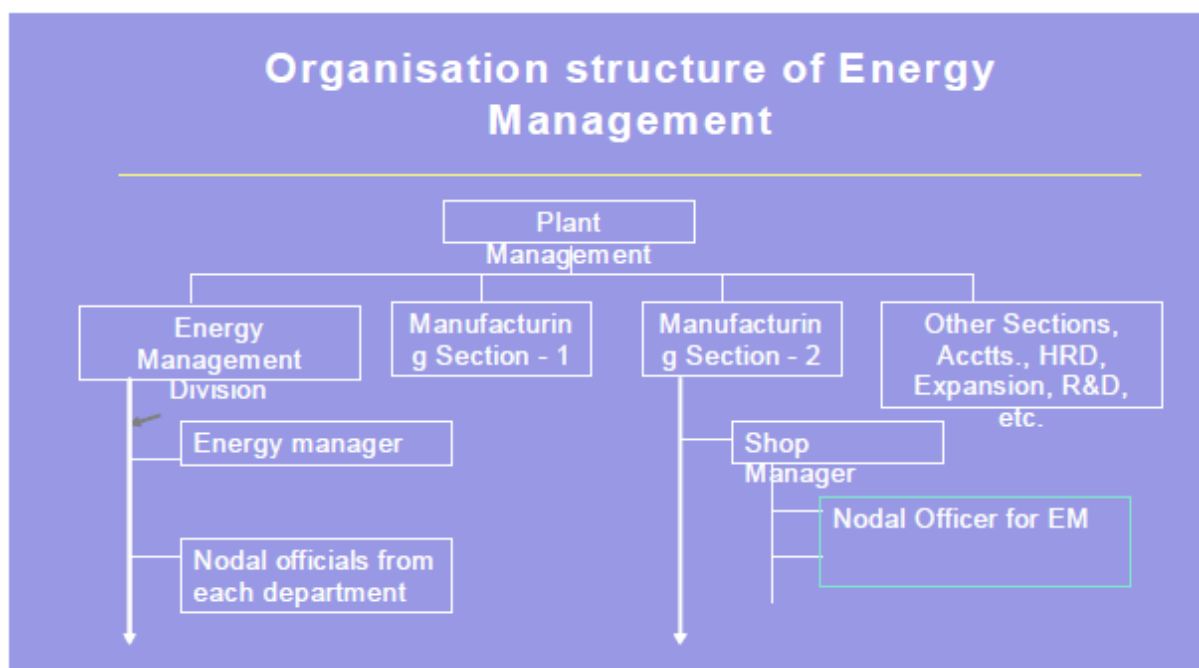 Organisation structure of Energy
Management
Plant
Management
Energy
Management
Division
Manufacturin
g Section - 1
Manufacturin
g Section - 2
Other Sections,
Acctts., HRD,
Expansion, R&D,
etc.
Energy manager
Shop
Manager
Nodal Officer for EM
Nodal officials from
each department